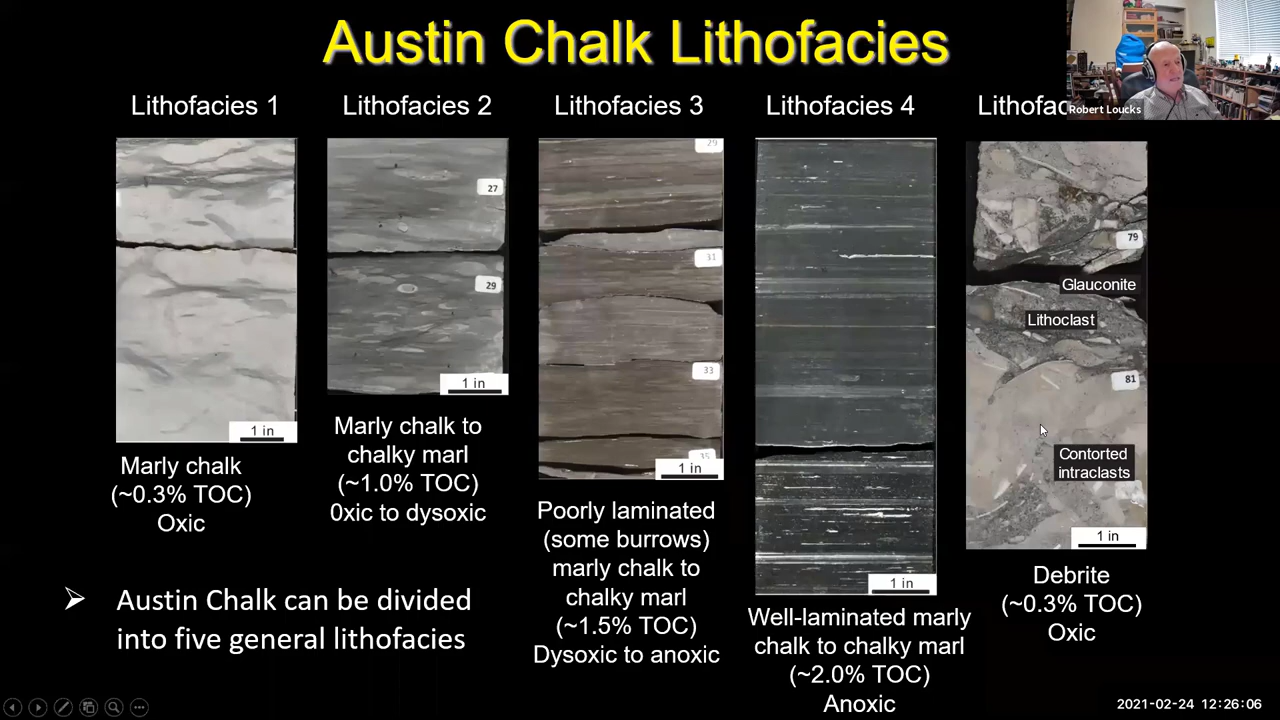 Austin Chalk Lithofacies
Robert Loucks
Lithofacies 1
Lithofacies 2
Lithofacies 3
Lithofacies 4
27
29
1 in
1 in
29
31
33
35
1 in
1 in
79
Glauconite
Lithoclast
81
Contorted
intraclasts
1 in
Marly chalk
(~0.3% TOC)
Oxic
Marly chalk to
chalky marl
(~1.0% TOC)
0xic to dysoxic
Poorly laminated
(some burrows)
marly chalk to
chalky marl
(~1.5% TOC)
Dysoxic to anoxic
Well-laminated marly
chalk to chalky marl
(~2.0% TOC)
Anoxic
Debrite
(~0.3% TOC)
Oxic
➢ Austin Chalk can be divided
into five general lithofacies
2021-02-24 12:26:06